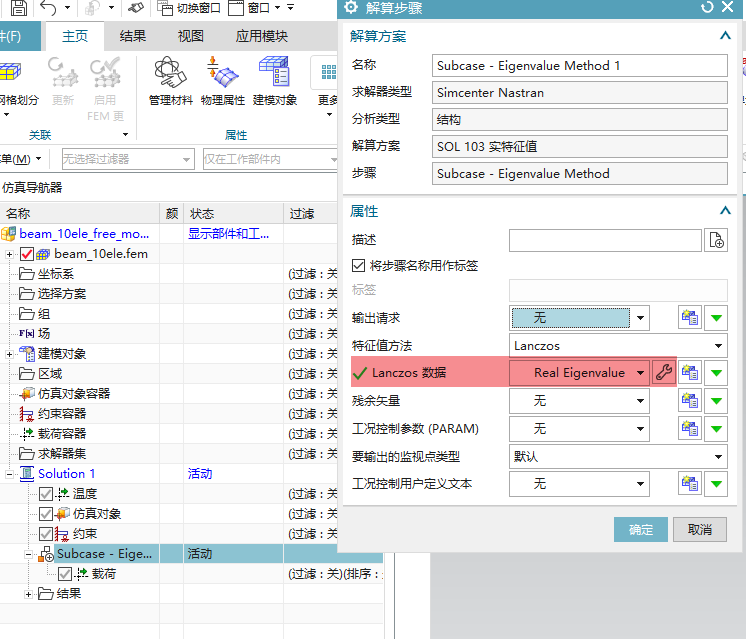 切换窗口 窗口
件(F) 主页 结果 视图 应用模块
网格划分 更新 启用
FEM 更
管理材料 物理属性 建模对象 更多
关联 属性
单(M) 无选择过滤器 仅在工作部件内
仿真导航器
名称 颜 状态 过滤
beam_10ele_free_mo... 显示部件和工...
beam_10ele.fem
坐标系 (过滤 : 关
选择方案 (过滤 : 关
组 (过滤 : 关
F(x) 场 (过滤 : 关
建模对象 (过滤 : 关
区域 (过滤 : 关
仿真对象容器 (过滤 : 关
约束容器 (过滤 : 关
载荷容器 (过滤 : 关
求解器集 (过滤 : 关
Solution 1 活动
温度 (过滤 : 关
仿真对象 (过滤 : 关
约束 (过滤 : 关
Subcase - Eige... 活动
载荷 (过滤 : 关)(排序 :
结果
解算步骤
解算方案
名称 Subcase - Eigenvalue Method 1
求解器类型 Simcenter Nastran
分析类型 结构
解算方案 SOL 103 实特征值
步骤 Subcase - Eigenvalue Method
属性
描述
将步骤名称用作标签
标签
输出请求 无
特征值方法 Lanczos
Lanczos 数据 Real Eigenvalue
残余矢量 无
工况控制参数 (PARAM) 无
要输出的监视点类型 默认
工况控制用户定义文本 无
确定 取消